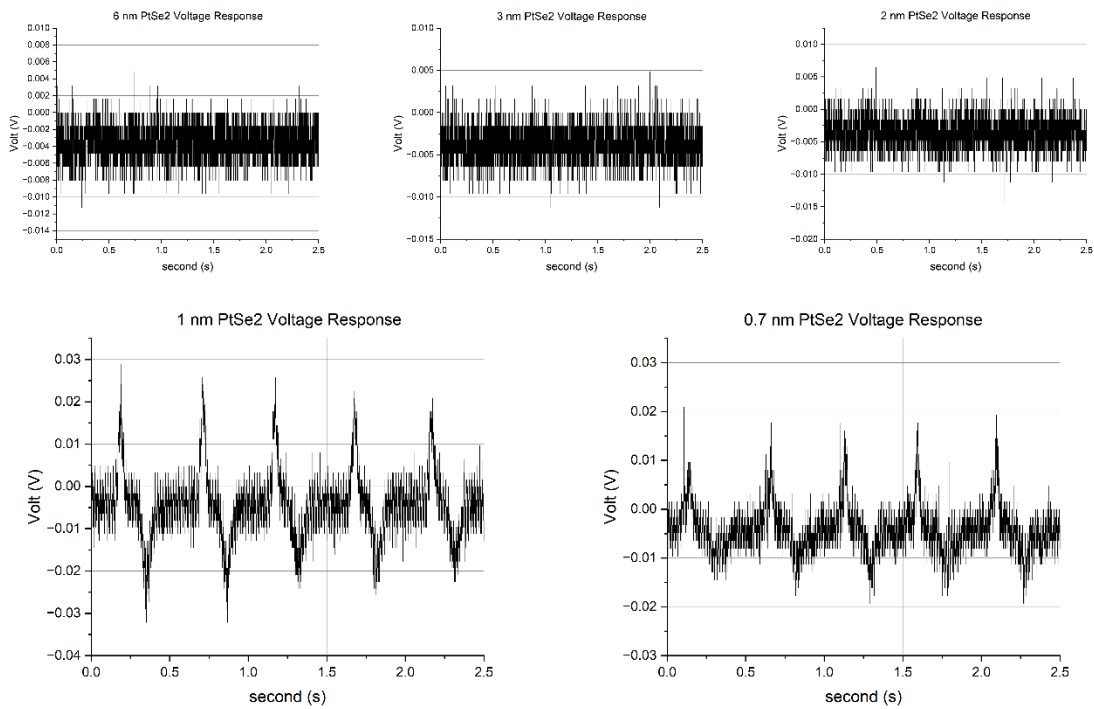 6 nm PtSe2 Voltage Response
0.010
0.008
0.006
0.004
0.002
0.000
−0.002
−0.004
−0.006
−0.008
−0.010
−0.012
−0.014
Volt (V)
0.0 0.5 1.0 1.5 2.0 2.5
second (s)
3 nm PtSe2 Voltage Response
0.010
0.005
0.000
−0.005
−0.010
−0.015
Volt (V)
0.0 0.5 1.0 1.5 2.0 2.5
second (s)
2 nm PtSe2 Voltage Response
0.010
0.005
0.000
−0.005
−0.010
−0.015
−0.020
Volt (V)
0.0 0.5 1.0 1.5 2.0 2.5
second (s)
1 nm PtSe2 Voltage Response
0.03
0.02
0.01
0.00
−0.01
−0.02
−0.03
−0.04
Volt (V)
0.0 0.5 1.0 1.5 2.0 2.5
second (s)
0.7 nm PtSe2 Voltage Response
0.03
0.02
0.01
0.00
−0.01
−0.02
−0.03
Volt (V)
0.0 0.5 1.0 1.5 2.0 2.5
second (s)